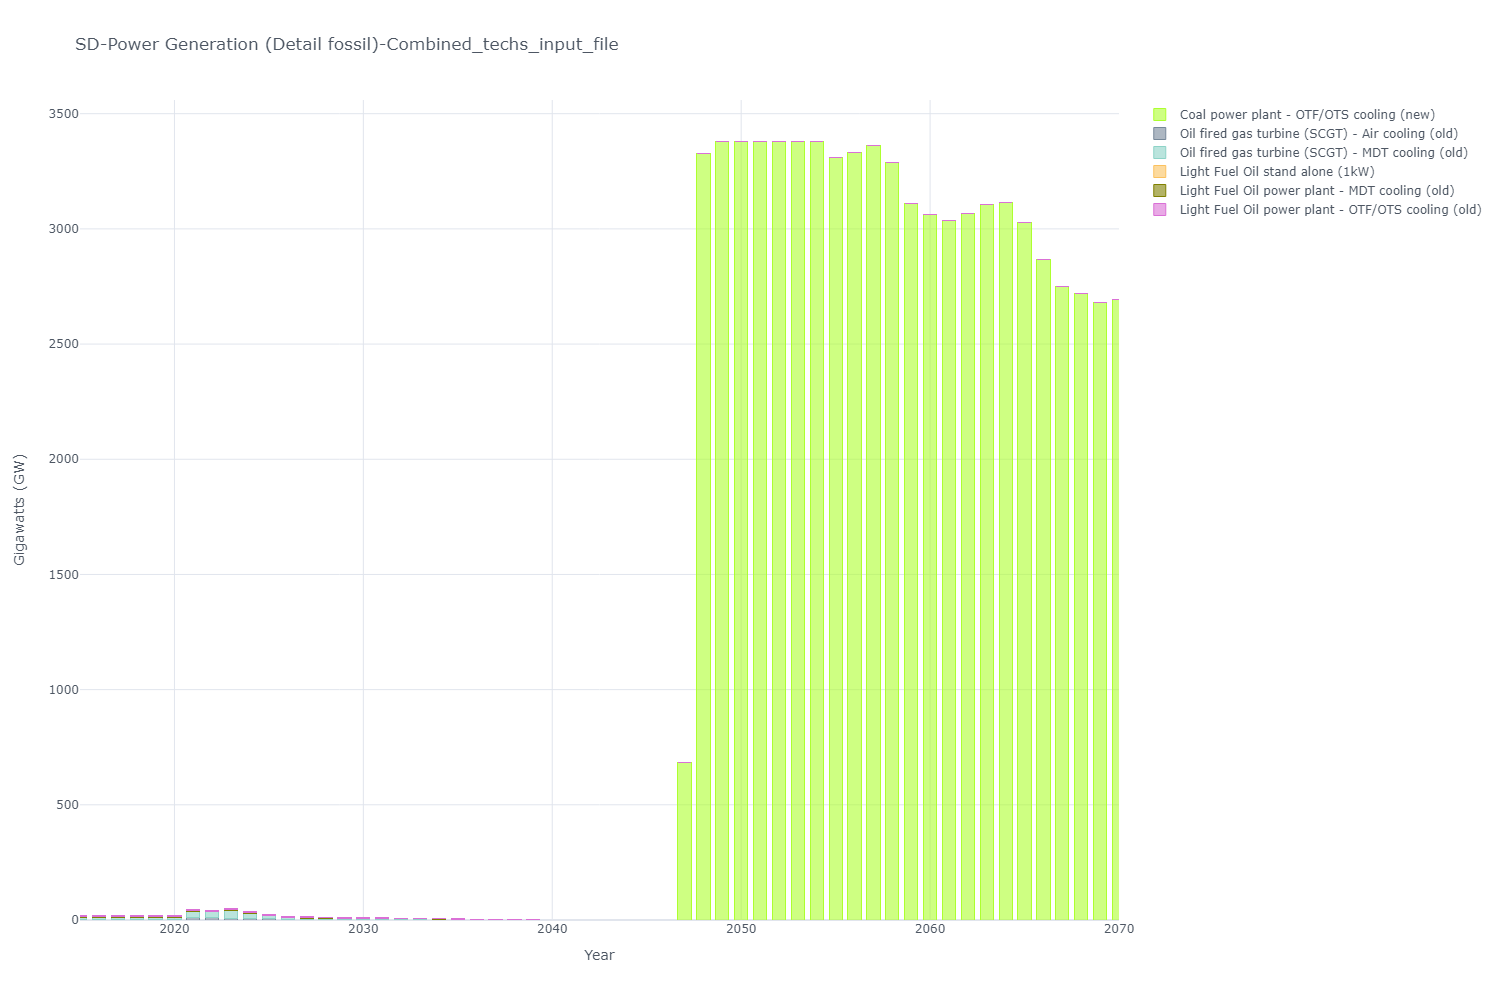 SD-Power Generation (Detail fossil)-Combined_techs_input_file
3500
3000
2500
2000
1500
1000
500
0
Gigawatts (GW)
2020
2030
2040
2050
2060
2070
Year
Coal power plant - OTF/OTS cooling (new)
Oil fired gas turbine (SCGT) - Air cooling (old)
Oil fired gas turbine (SCGT) - MDT cooling (old)
Light Fuel Oil stand alone (1kW)
Light Fuel Oil power plant - MDT cooling (old)
Light Fuel Oil power plant - OTF/OTS cooling (old)